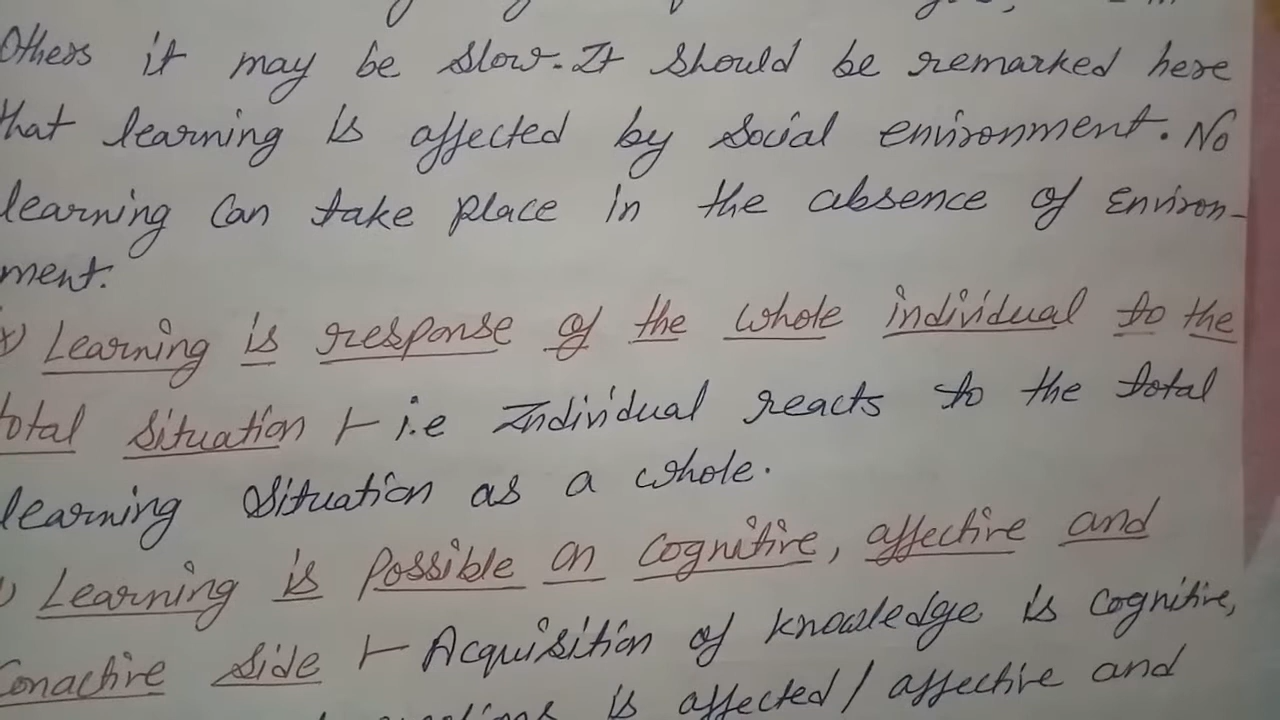 Others it may be slow. It should be remarked here
that learning is affected by social environment. No
learning can take place in the absence of Environ-
ment.
Learning is response of the whole individual to the
total situation :- i.e Individual reacts to the total
learning situation as a whole.
Learning is possible on cognitive, affective and
Conactive side :- Acquisition of knowledge is cognitive,
is affected / affective and